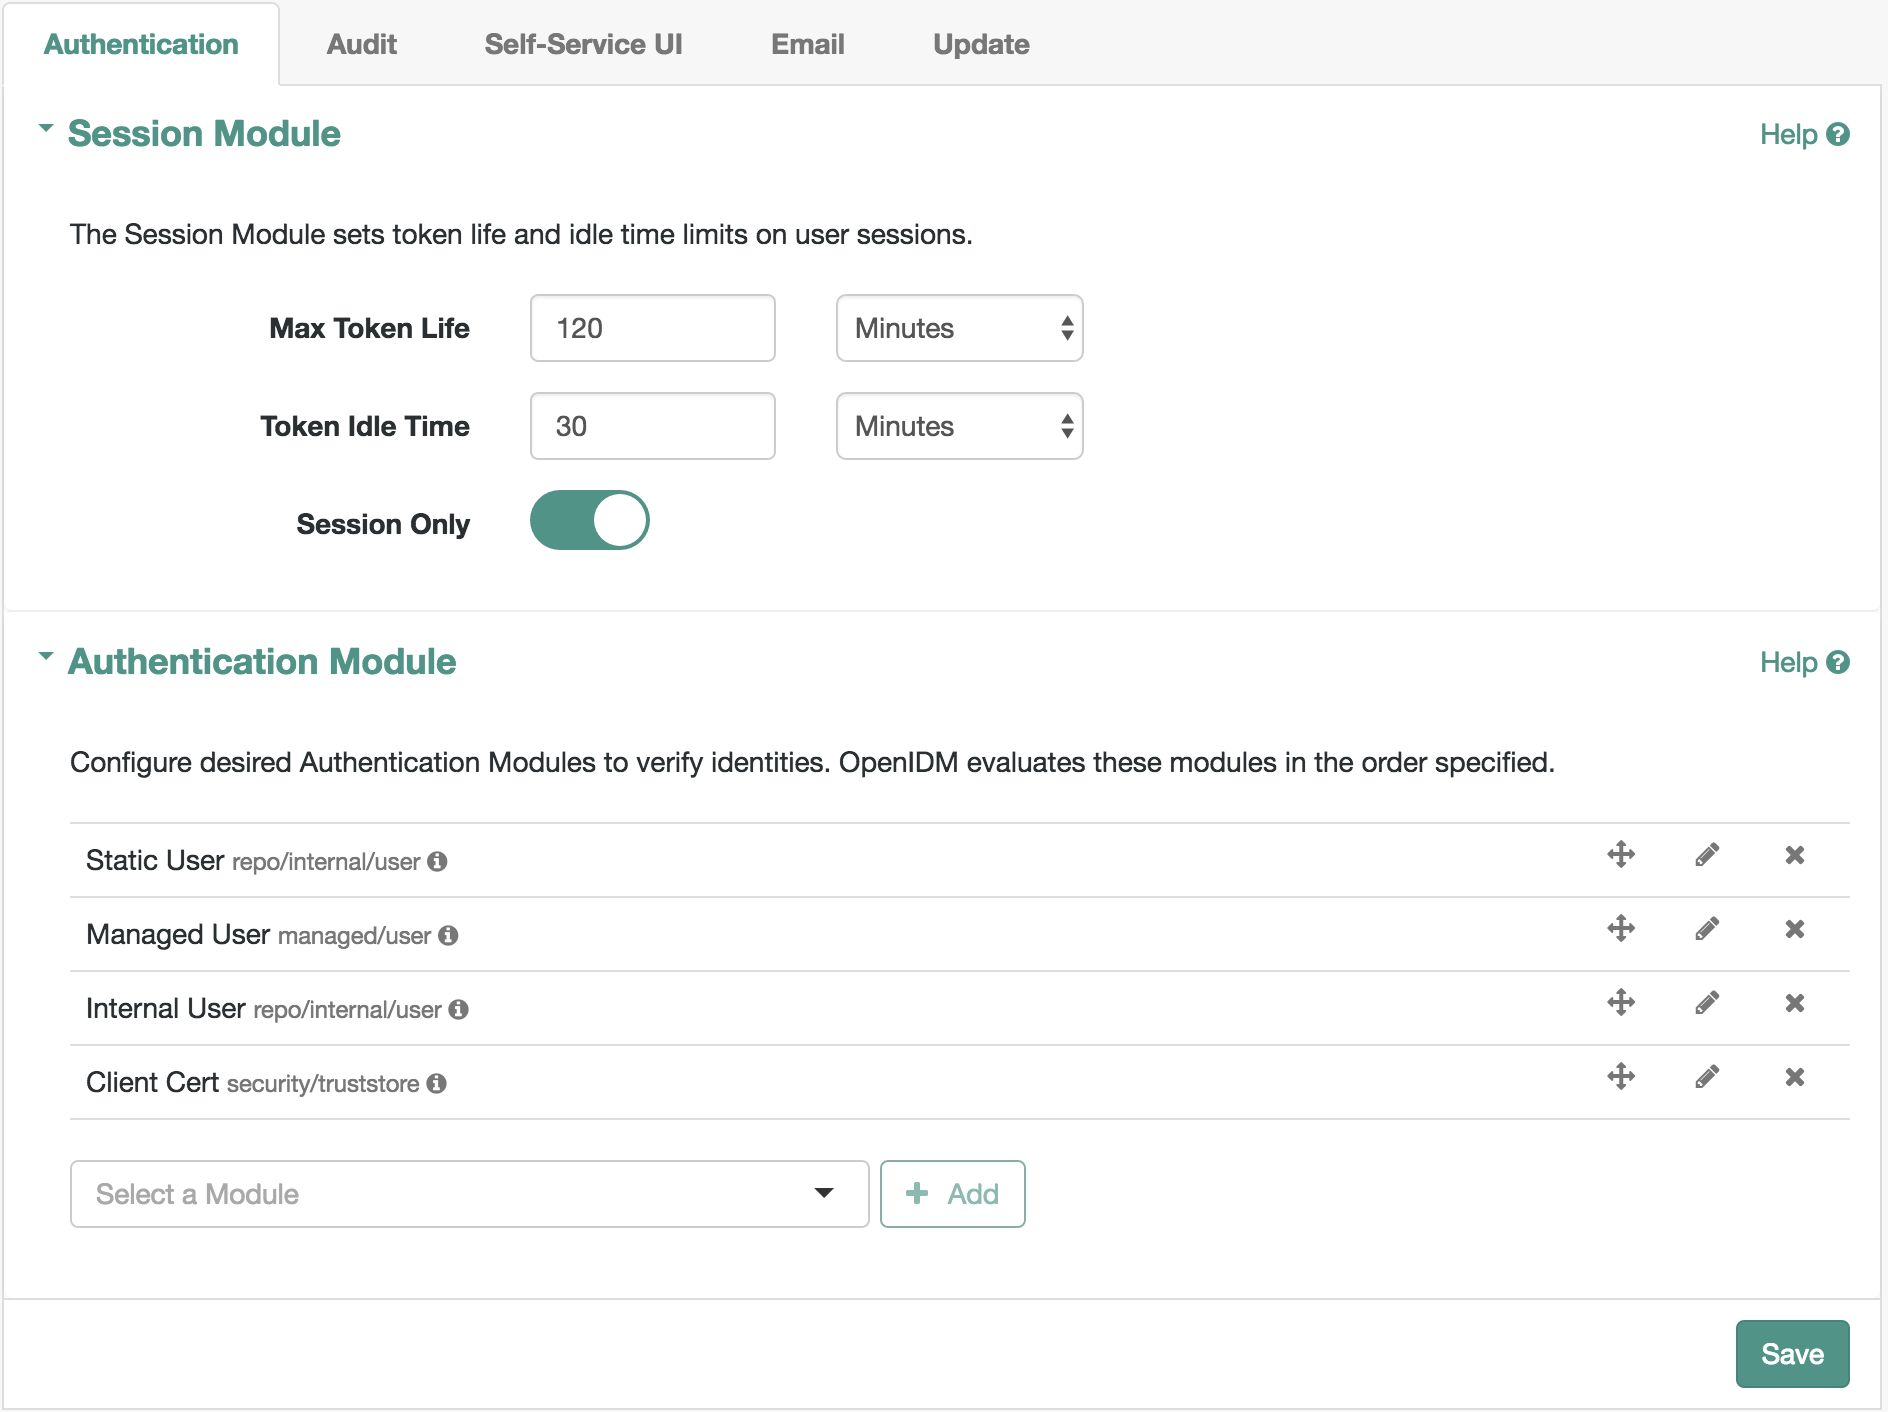 Authentication Audit Self-Service UI Email Update
Session Module Help
The Session Module sets token life and idle time limits on user sessions.
Max Token Life 120 Minutes
Token Idle Time 30 Minutes
Session Only
Authentication Module Help
Configure desired Authentication Modules to verify identities. OpenIDM evaluates these modules in the order specified.
Static User repo/internal/user
Managed User managed/user
Internal User repo/internal/user
Client Cert security/truststore
Select a Module Add
Save